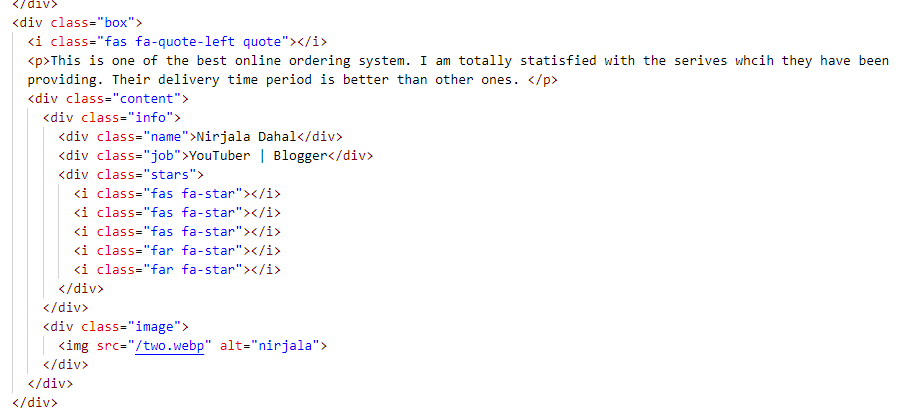 </div>
<div class="box">
<i class="fas fa-quote-left quote"></i>
<p>This is one of the best online ordering system. I am totally statisfied with the serives whcih they have been
providing. Their delivery time period is better than other ones. </p>
<div class="content">
<div class="info">
<div class="name">Nirjala Dahal</div>
<div class="job">YouTuber | Blogger</div>
<div class="stars">
<i class="fas fa-star"></i>
<i class="fas fa-star"></i>
<i class="fas fa-star"></i>
<i class="far fa-star"></i>
<i class="far fa-star"></i>
</div>
</div>
<div class="image">
<img src="/two.webp" alt="nirjala">
</div>
</div>
</div>